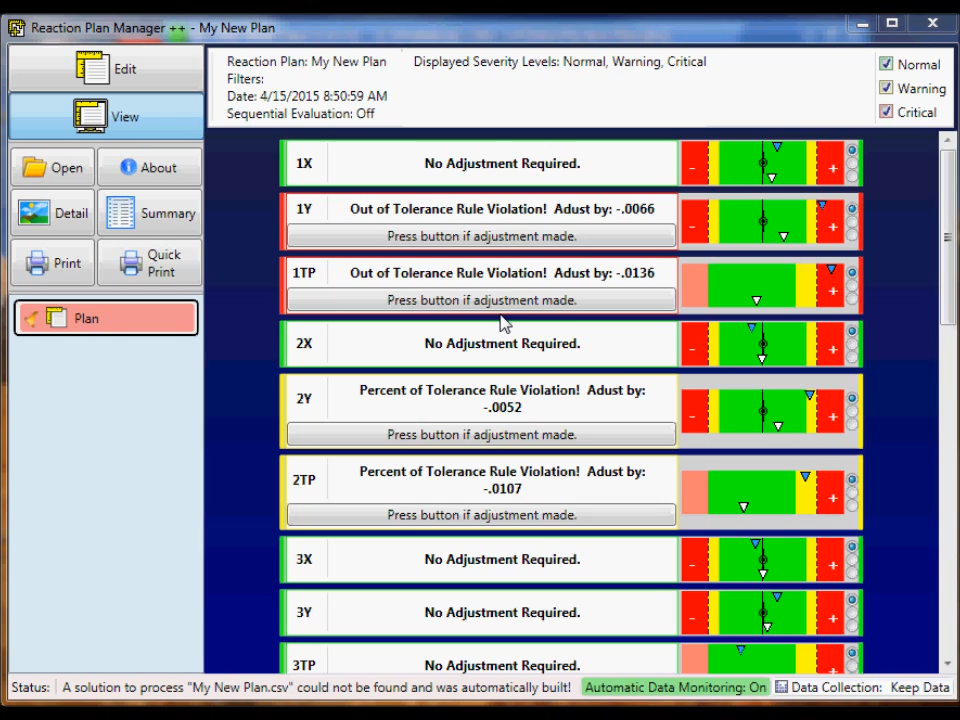 Reaction Plan Manager ++ - My New Plan
Edit
View
Open
About
Detail
Summary
Print
Quick
Print
Plan
Reaction Plan: My New Plan Displayed Severity Levels: Normal, Warning, Critical
Filters:
Date: 4/15/2015 8:50:59 AM
Sequential Evaluation: Off
Normal
Warning
Critical
1X No Adjustment Required. - +
1Y Out of Tolerance Rule Violation! Adust by: -.0066 - +
Press button if adjustment made.
1TP Out of Tolerance Rule Violation! Adust by: -.0136 +
Press button if adjustment made.
2X No Adjustment Required. - +
2Y Percent of Tolerance Rule Violation! Adust by:
-.0052 - +
Press button if adjustment made.
2TP Percent of Tolerance Rule Violation! Adust by:
-.0107 +
Press button if adjustment made.
3X No Adjustment Required. - +
3Y No Adjustment Required. - +
3TP No Adjustment Required. +
Status: A solution to process "My New Plan.csv" could not be found and was automatically built! Automatic Data Monitoring: On Data Collection: Keep Data